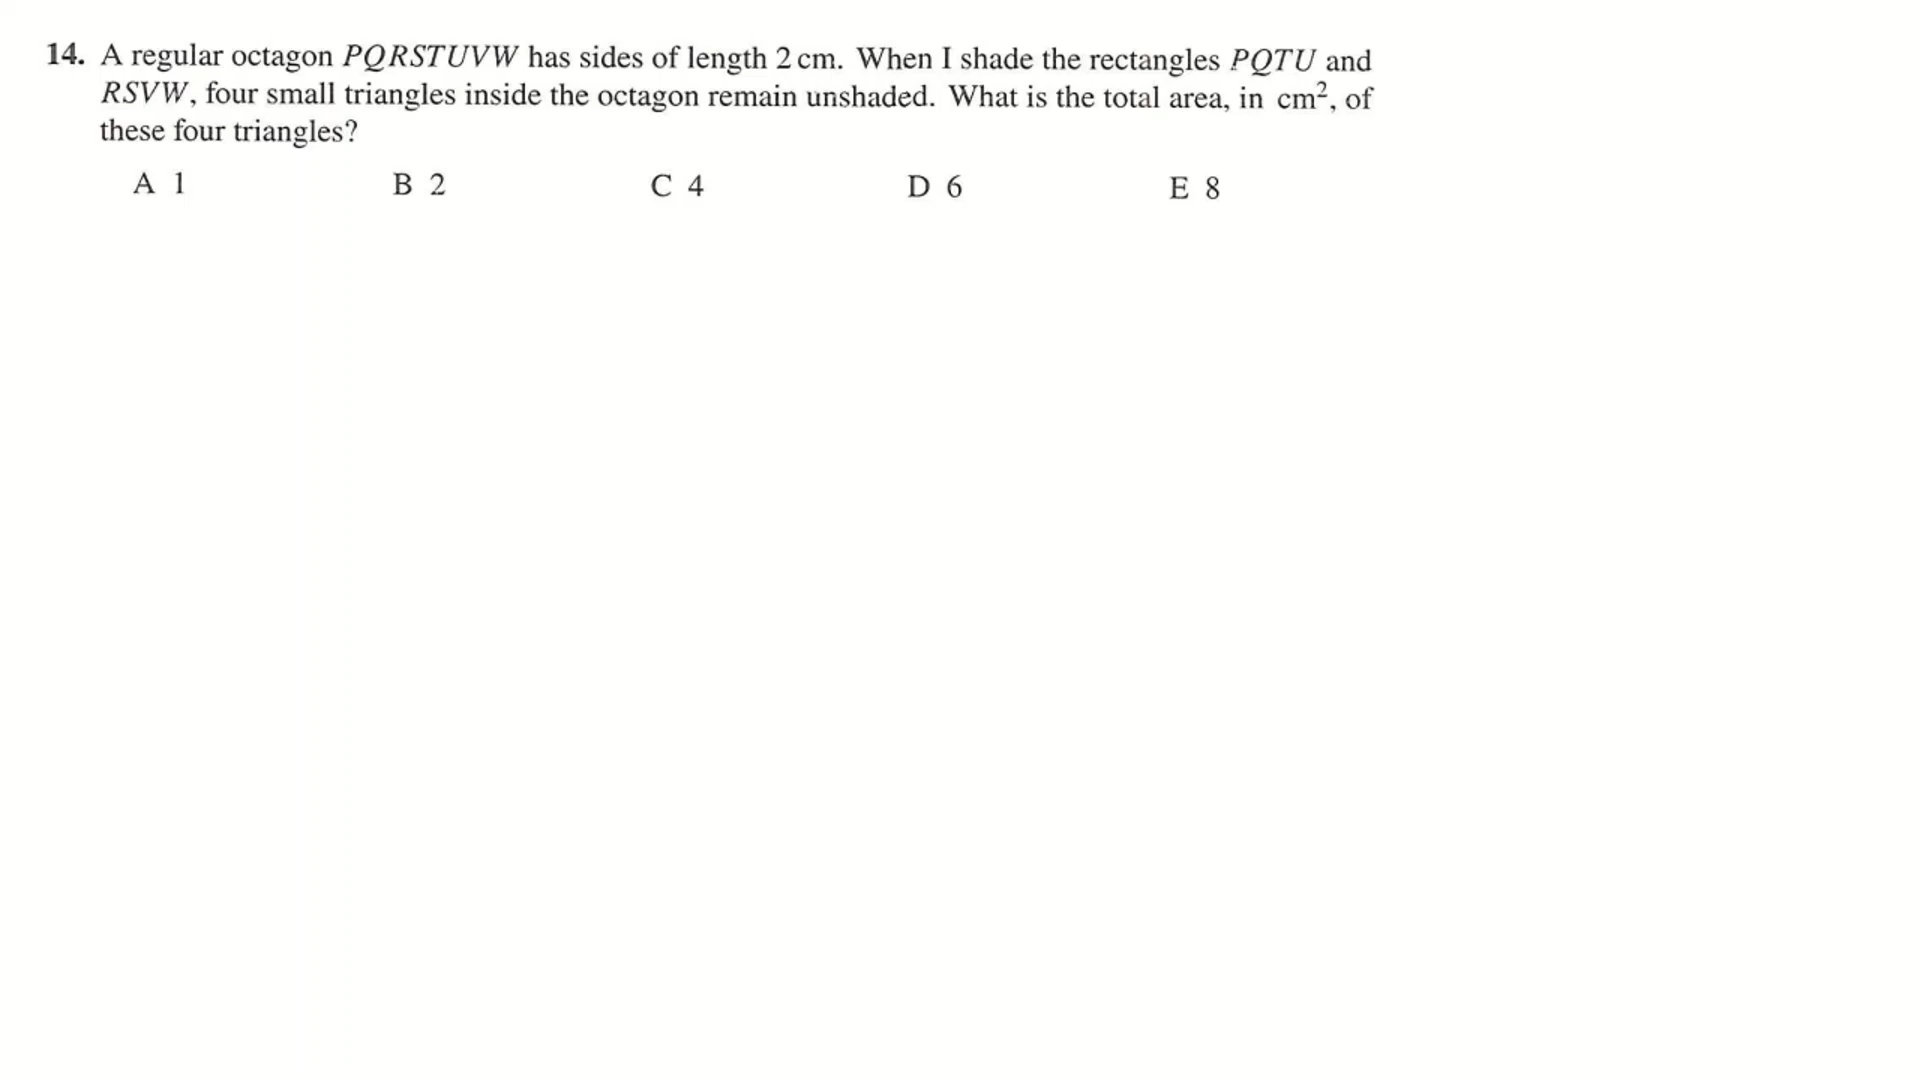 14. A regular octagon PQRSTUVW has sides of length 2 cm. When I shade the rectangles PQTU and
RSVW, four small triangles inside the octagon remain unshaded. What is the total area, in cm², of
these four triangles?
A 1 B 2 C 4 D 6 E 8